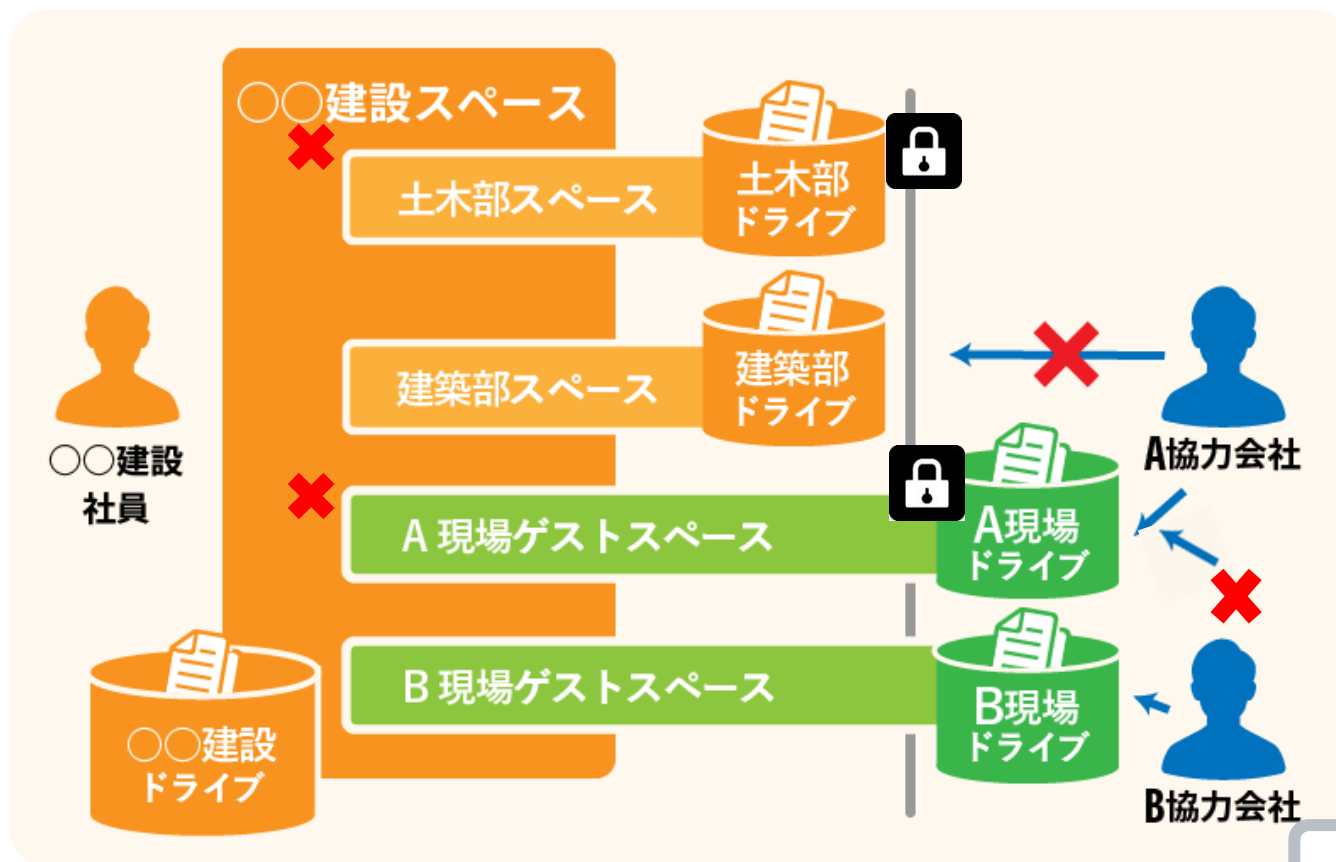 ○○建設スペース
土木部スペース
土木部
ドライブ
建築部スペース
建築部
ドライブ
○○建設
社員
A協力会社
A 現場ゲストスペース
A現場
ドライブ
B 現場ゲストスペース
B現場
ドライブ
○○建設
ドライブ
B協力会社